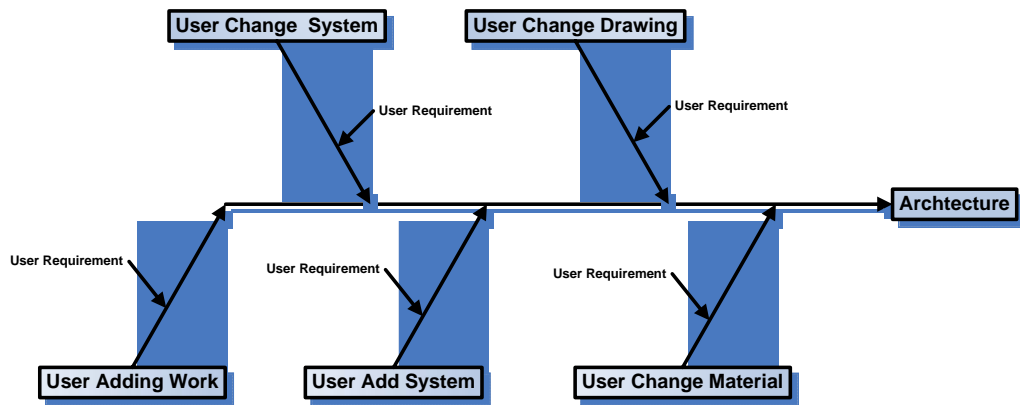 User Change System
User Change Drawing
User Requirement
User Requirement
Archtecture
User Requirement
User Requirement
User Requirement
User Adding Work
User Add System
User Change Material